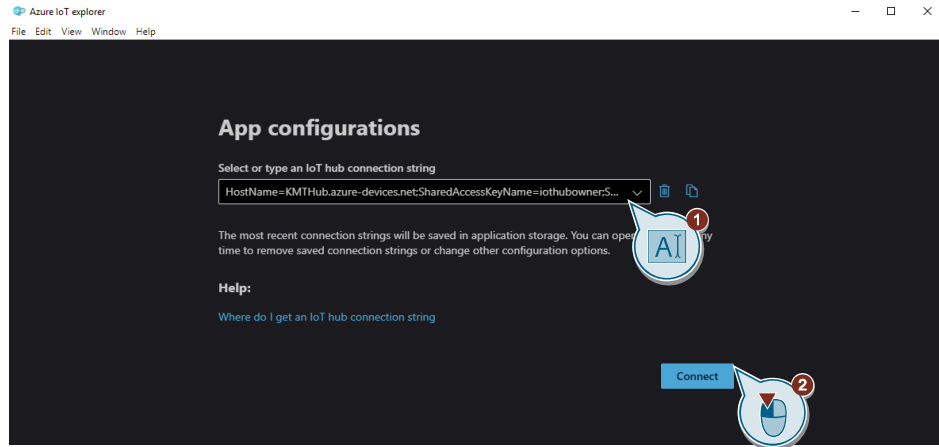 Azure IoT explorer
File Edit View Window Help
App configurations
Select or type an IoT hub connection string
HostName=KMTHub.azure-devices.net;SharedAccessKeyName=iothubowner;S...
1
The most recent connection strings will be saved in application storage. You can ny
time to remove saved connection strings or change other configuration options.
A
Help:
Where do I get an IoT hub connection string
Connect
2